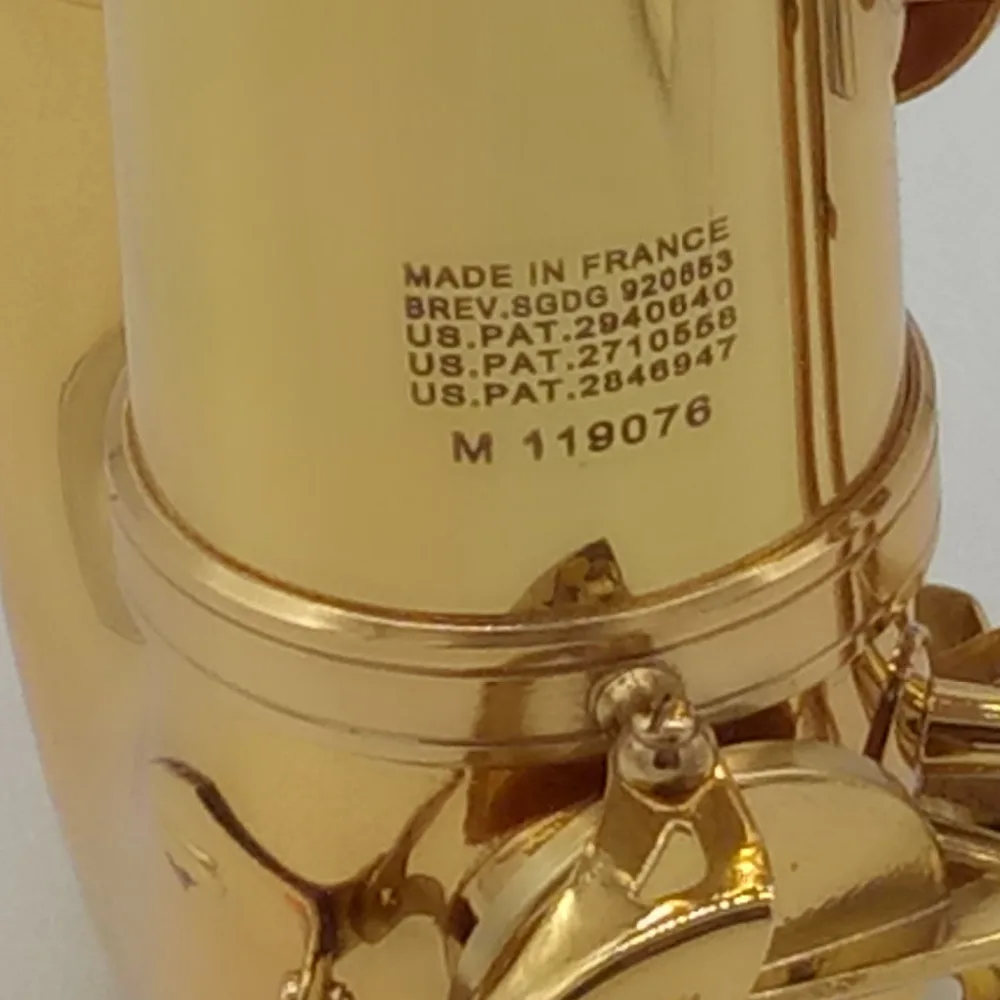 MADE IN FRANCE
BREV.SGDG 920653
US.PAT.2940640
US.PAT.2710558
US.PAT.2846947
M 119076